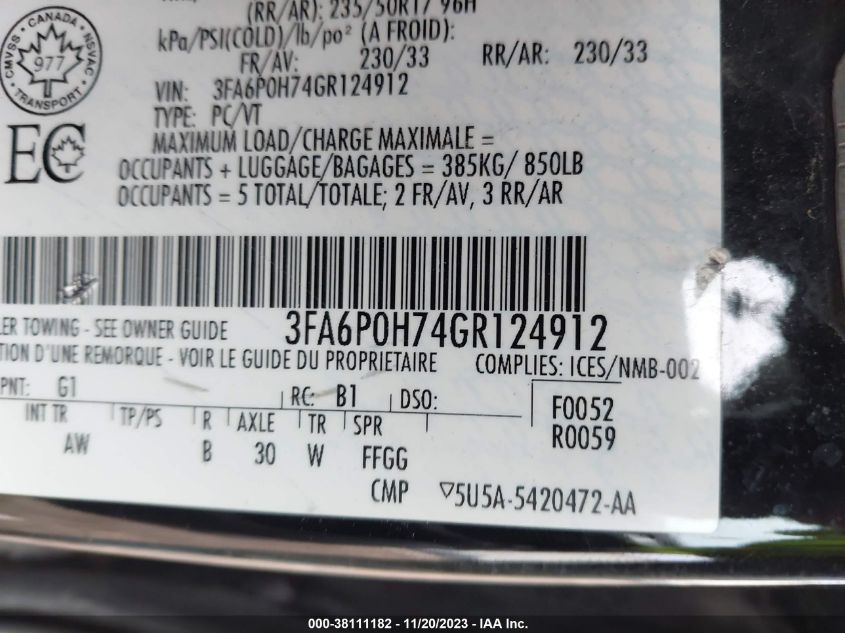 (RR/AR): 235/50R17 96H
kPa/PSI(COLD)/lb/po² (A FROID):
FR/AV: 230/33 RR/AR: 230/33
VIN: 3FA6P0H74GR124912
TYPE: PC/VT
MAXIMUM LOAD/CHARGE MAXIMALE =
OCCUPANTS + LUGGAGE/BAGAGES = 385KG/ 850LB
OCCUPANTS = 5 TOTAL/TOTALE; 2 FR/AV, 3 RR/AR
CANADA
CMVSS 977 NSVAC
TRANSPORT
EC
3FA6P0H74GR124912
TOWING - SEE OWNER GUIDE
D'UNE REMORQUE - VOIR LE GUIDE DU PROPRIETAIRE
COMPLIES: ICES/NMB-002
PNT: G1 RC: B1 DSO:
F0052
R0059
INT TR TP/PS R AXLE TR SPR
AW B 30 W FFGG
CMP ▽5U5A-5420472-AA
000-38111182 - 11/20/2023 - IAA Inc.